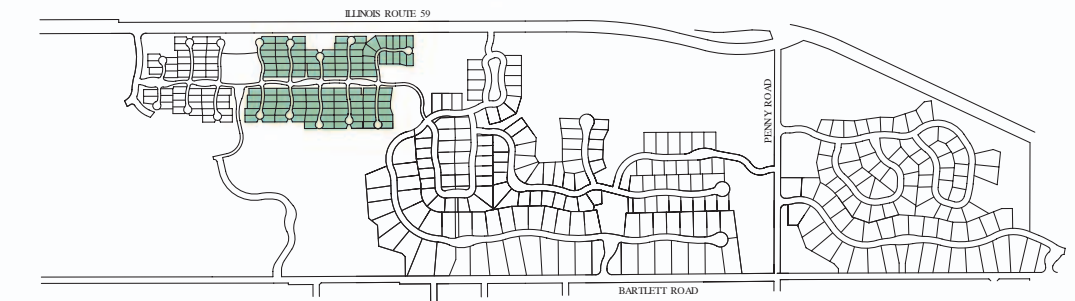 ILLINOIS ROUTE 59
PENNY ROAD
BARTLETT ROAD